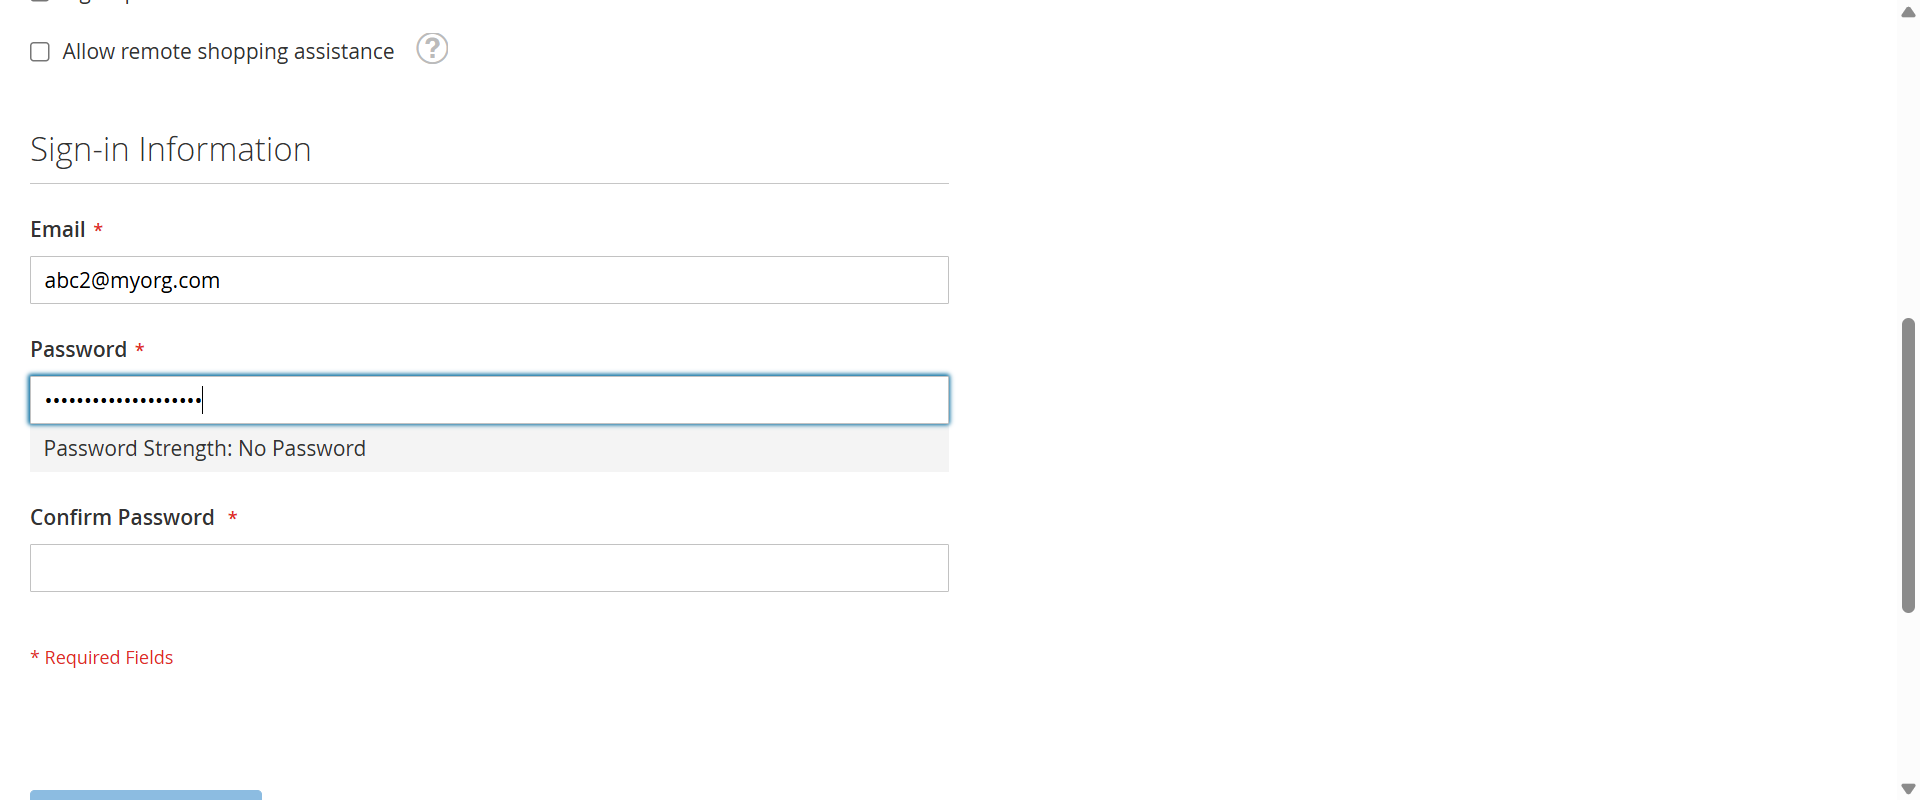 Allow remote shopping assistance ?
Sign-in Information
Email *
abc2@myorg.com
Password *
••••••••••••••••••••
Password Strength: No Password
Confirm Password *
* Required Fields